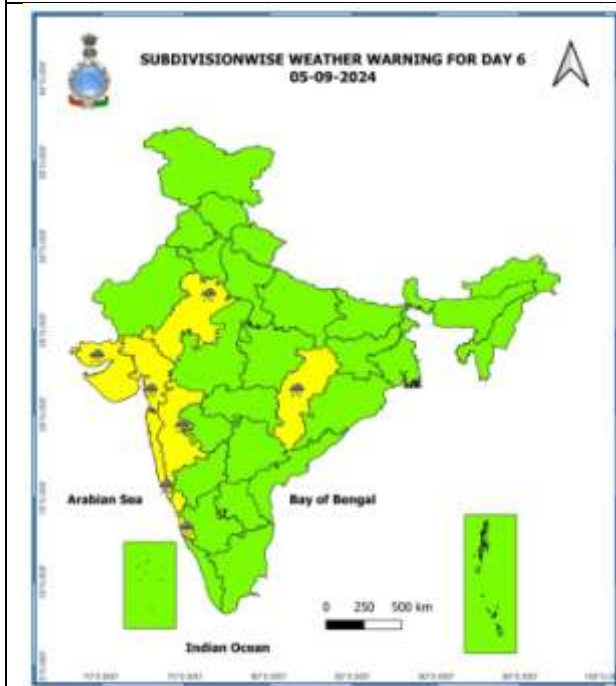 SUBDIVISIONWISE WEATHER WARNING FOR DAY 6
05-09-2024
Arabian Sea
Bay of Bengal
0 250 500 km
Indian Ocean